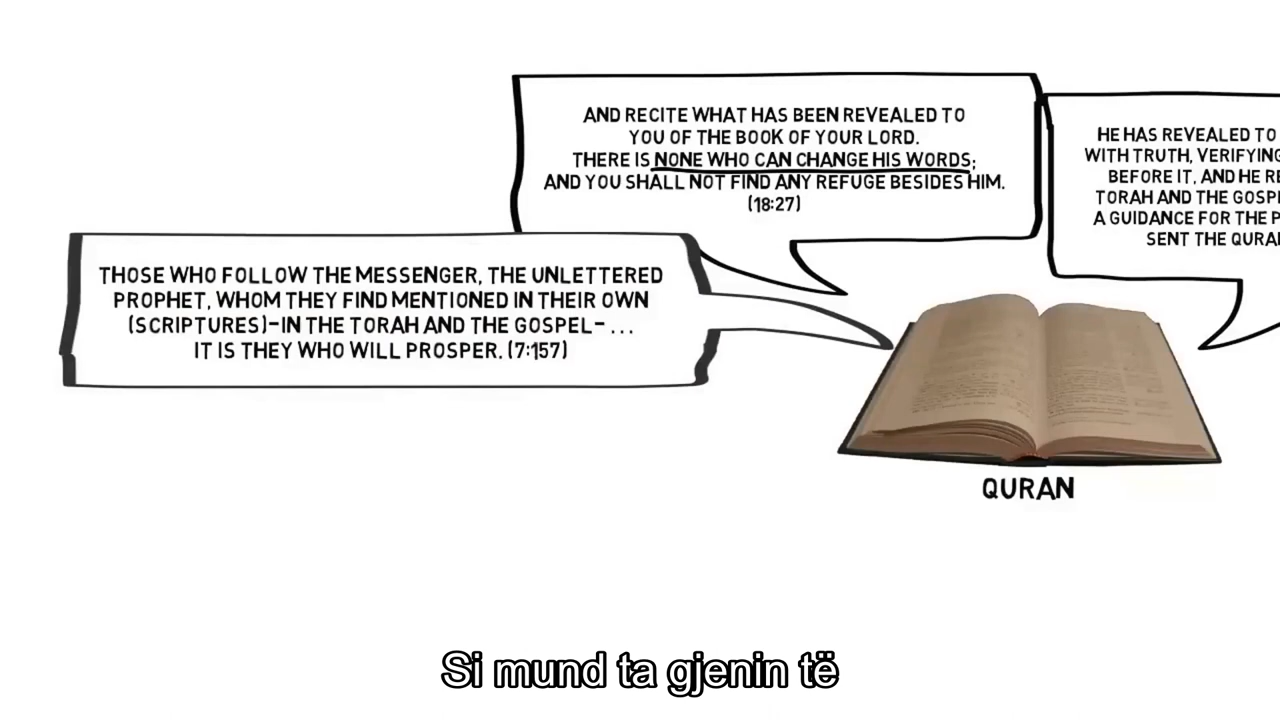 AND RECITE WHAT HAS BEEN REVEALED TO
YOU OF THE BOOK OF YOUR LORD.
THERE IS NONE WHO CAN CHANGE HIS WORDS;
AND YOU SHALL NOT FIND ANY REFUGE BESIDES HIM.
(18:27)
HE HAS REVEALED TO
WITH TRUTH, VERIFYING
BEFORE IT, AND HE
TORAH AND THE
A GUIDANCE FOR THE
SENT THE
THOSE WHO FOLLOW THE MESSENGER, THE UNLETTERED
PROPHET, WHOM THEY FIND MENTIONED IN THEIR OWN
(SCRIPTURES)-IN THE TORAH AND THE GOSPEL- ...
IT IS THEY WHO WILL PROSPER. (7:157)
QURAN
Si mund ta gjenin të